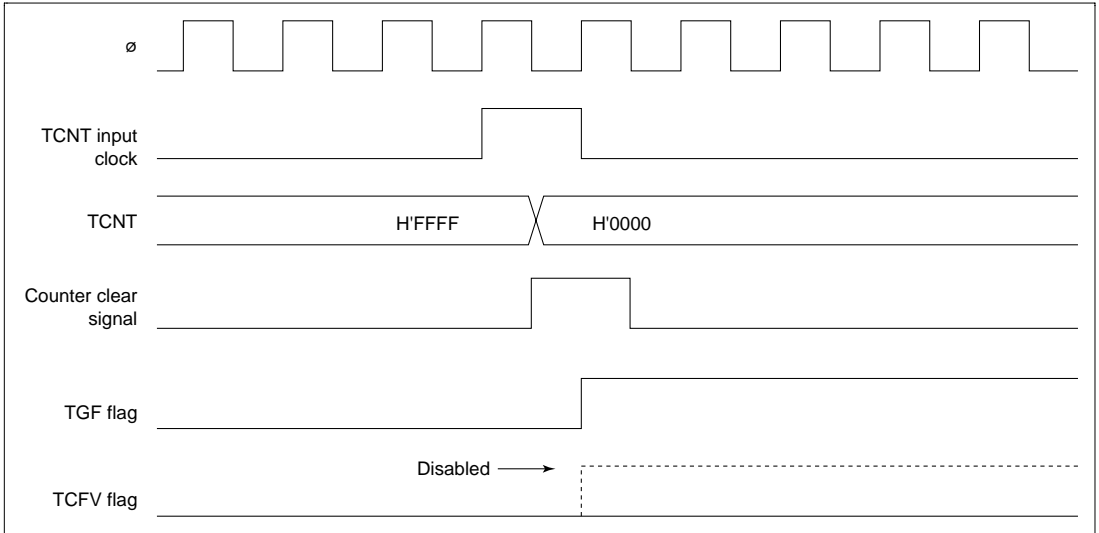 ø
TCNT input
clock
TCNT
H'FFFF
H'0000
Counter clear
signal
TGF flag
Disabled
TCFV flag